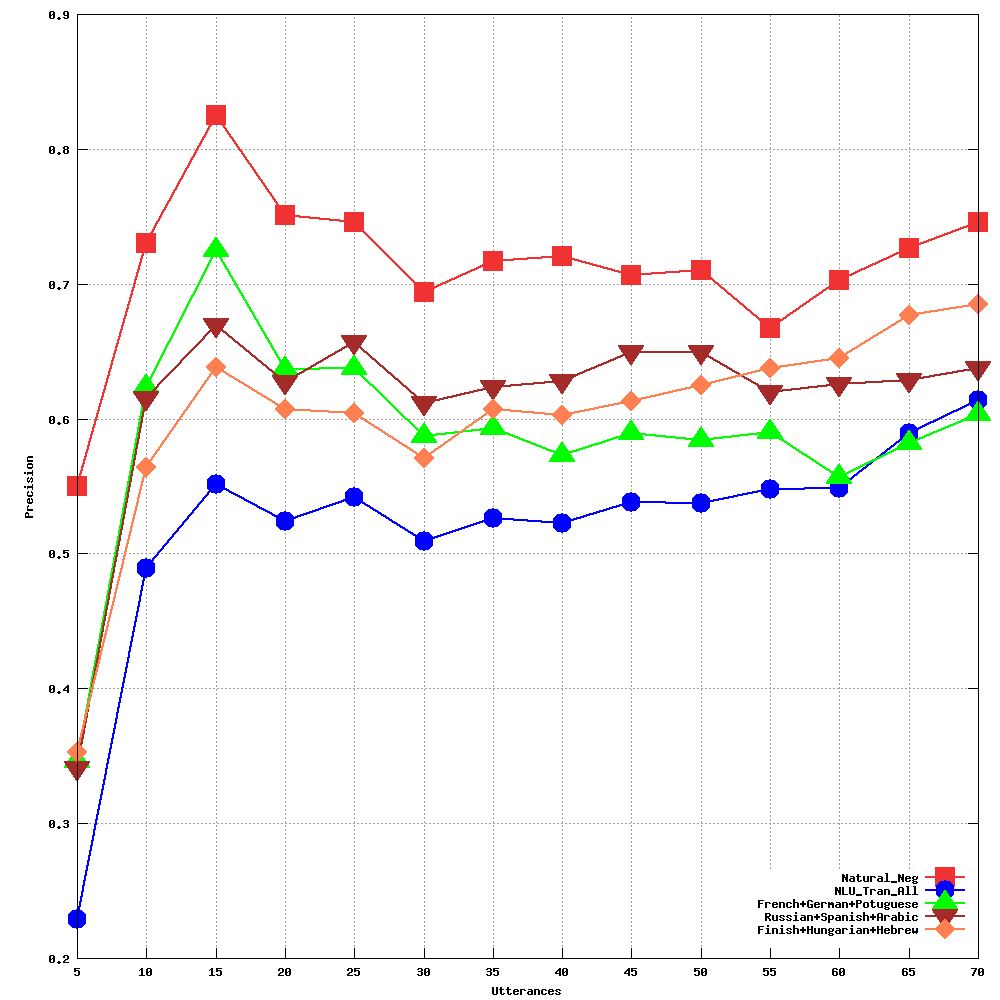 0.9
0.8
0.7
0.6
0.5
0.4
0.3
0.2
Precision
5 10 15 20 25 30 35 40 45 50 55 60 65 70
Utterances
Natural_Neg
NLU_Tran_All
French+German+Potuguese
Russian+Spanish+Arabic
Finish+Hungarian+Hebrew